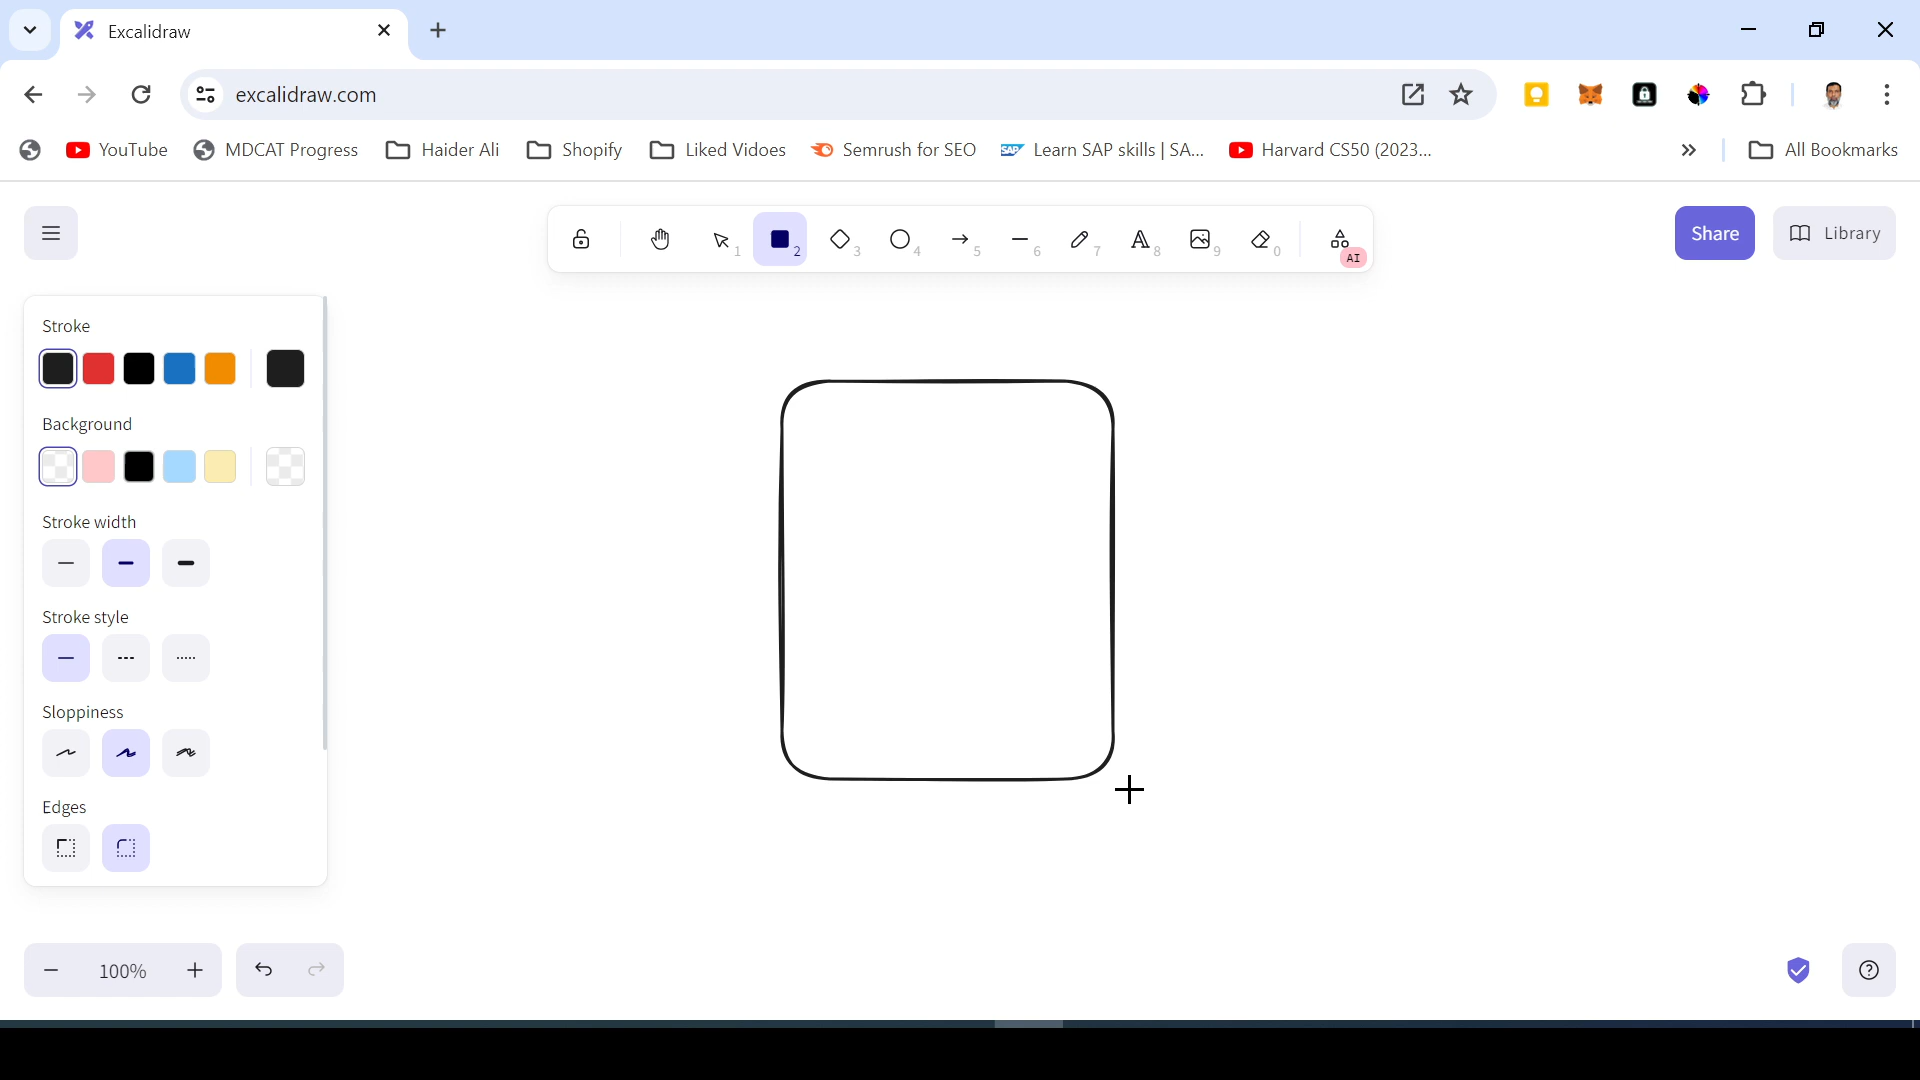 Excalidraw
excalidraw.com
YouTube MDCAT Progress Haider Ali Shopify Liked Vidoes Semrush for SEO SAP Learn SAP skills | SA... Harvard CS50 (2023... All Bookmarks
1 2 3 4 5 6 7 A 8 9 0 AI
Share Library
Stroke
Background
Stroke width
Stroke style
Sloppiness
Edges
100%